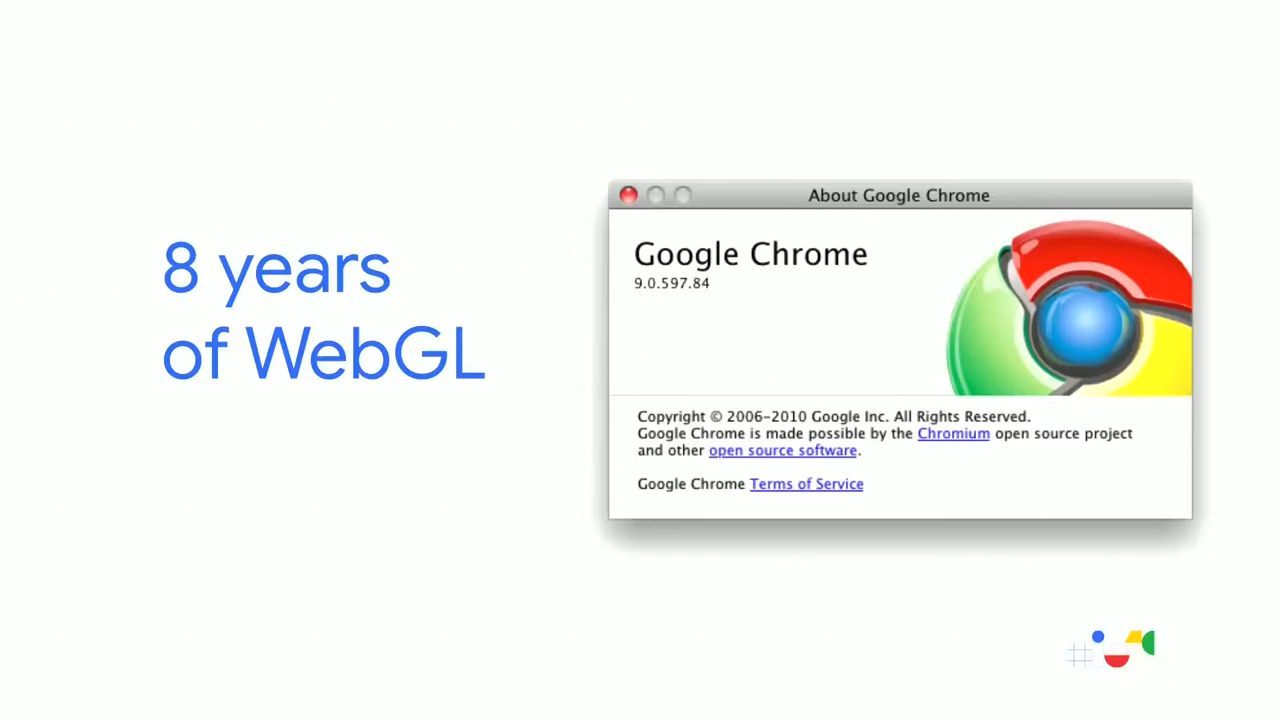 8 years
of WebGL
About Google Chrome
Google Chrome
9.0.597.84
Copyright © 2006–2010 Google Inc. All Rights Reserved.
Google Chrome is made possible by the Chromium open source project
and other open source software.
Google Chrome Terms of Service